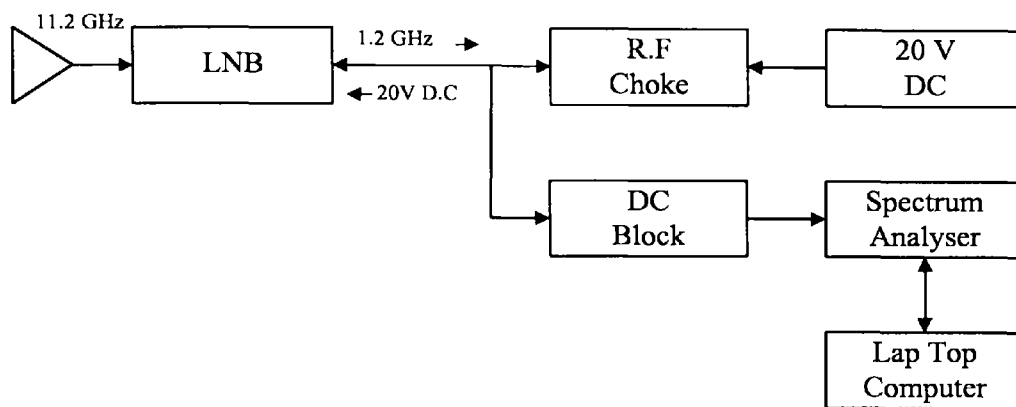 11.2 GHz
LNB
1.2 GHz
20V D.C
R.F
Choke
20 V
DC
DC
Block
Spectrum
Analyser
Lap Top
Computer